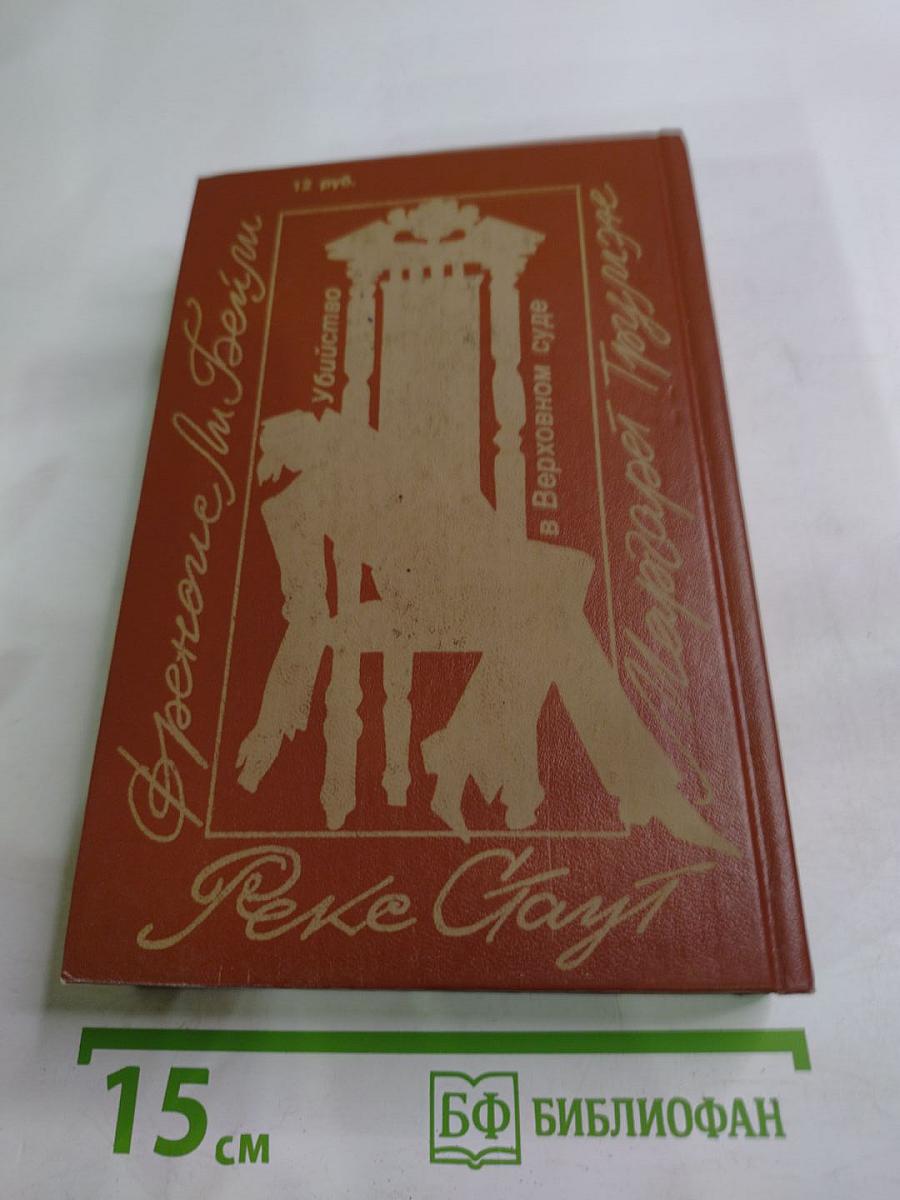 12 руб.
Френсис Ли Бейли
Убийство
в Верховном суде
Маргарет Трумэн
Рекс Стаут
15 см
БФ БИБЛИОФАН